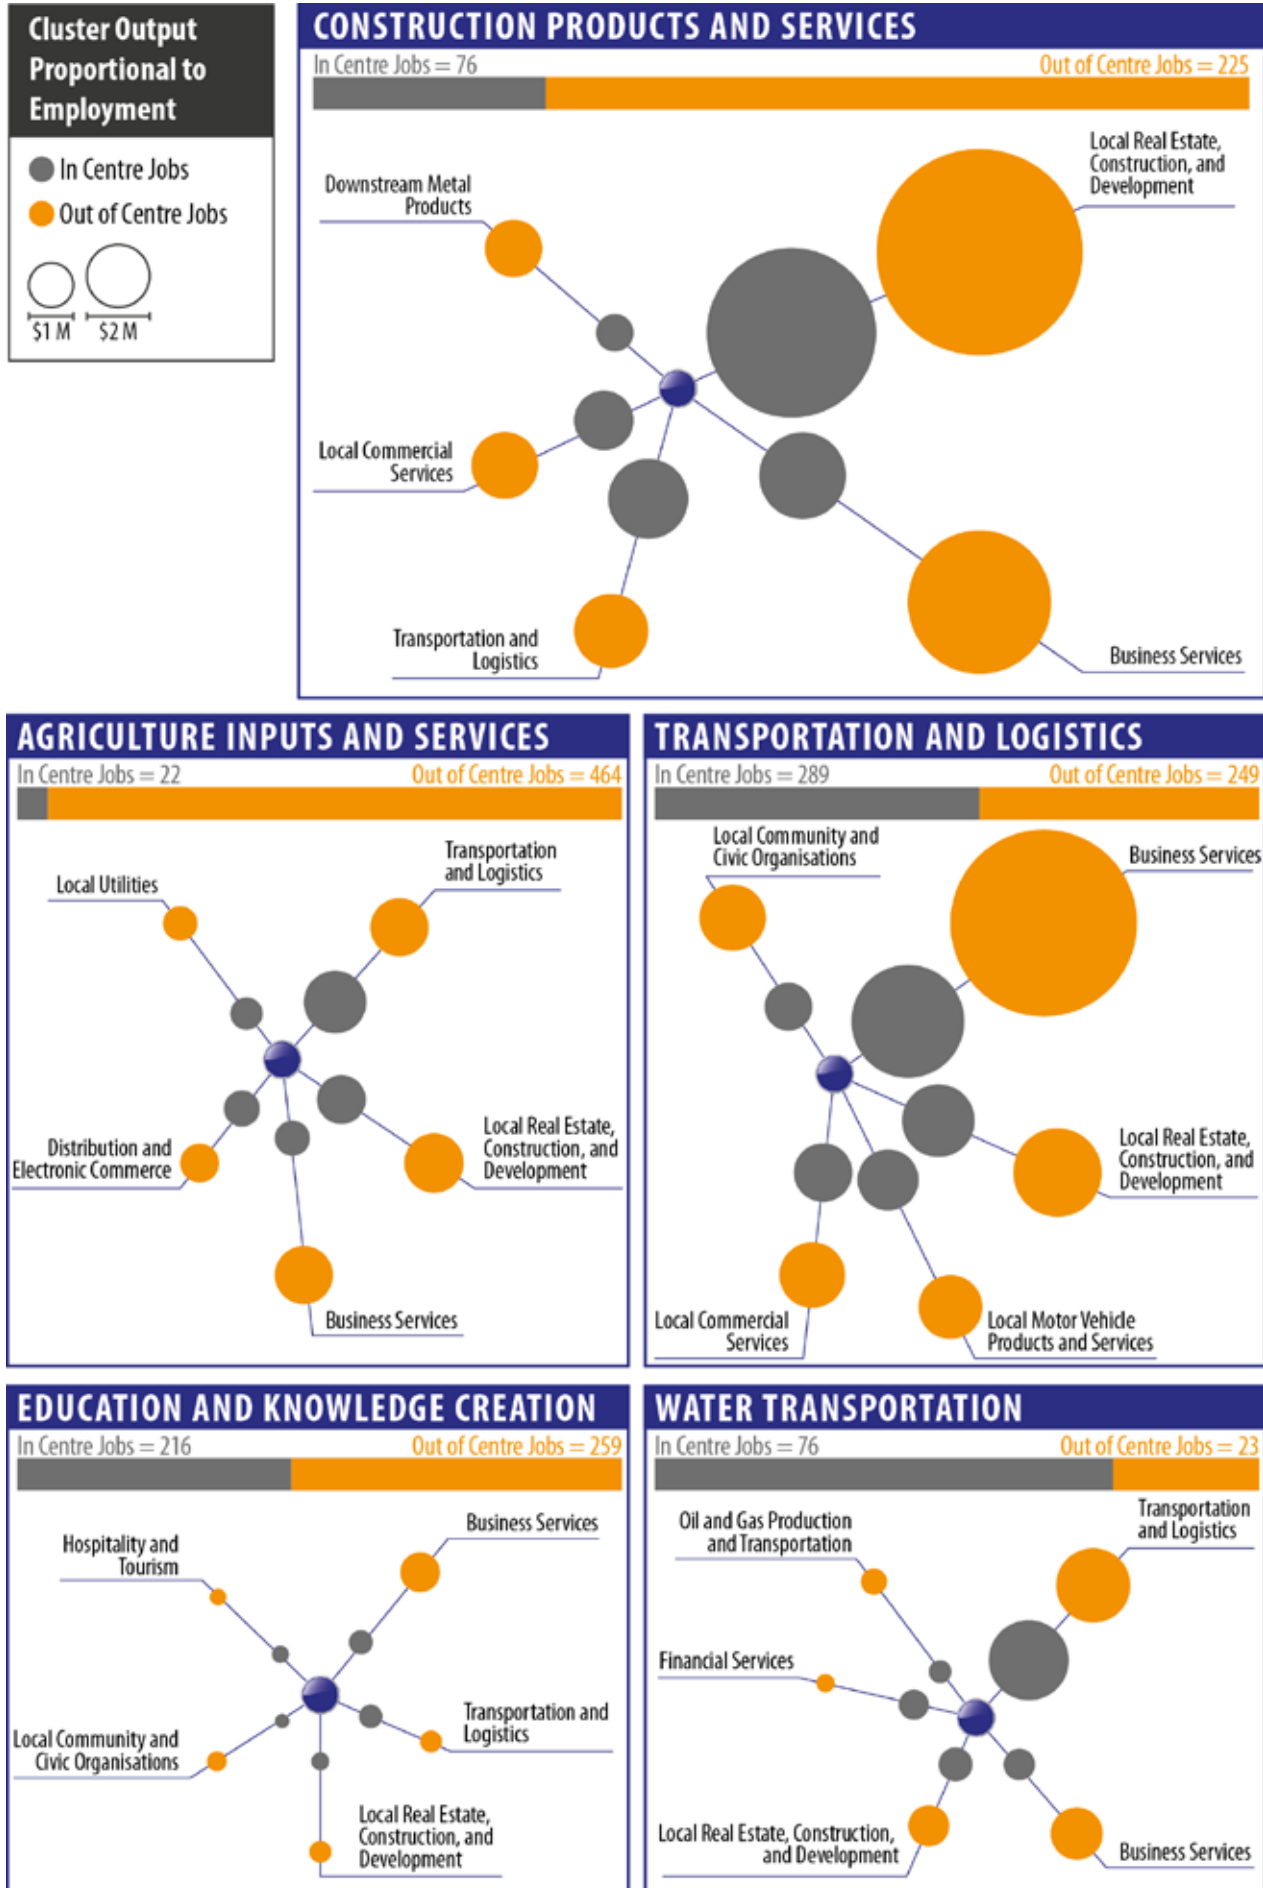 Cluster Output
Proportional to
Employment
In Centre Jobs
Out of Centre Jobs
$1 M
$2 M
CONSTRUCTION PRODUCTS AND SERVICES
In Centre Jobs = 76
Out of Centre Jobs = 225
Local Real Estate,
Construction, and
Development
Downstream Metal
Products
Local Commercial
Services
Transportation and
Logistics
Business Services
AGRICULTURE INPUTS AND SERVICES
In Centre Jobs = 22
Out of Centre Jobs = 464
Transportation
and Logistics
Local Utilities
Distribution and
Electronic Commerce
Local Real Estate,
Construction, and
Development
Business Services
TRANSPORTATION AND LOGISTICS
In Centre Jobs = 289
Out of Centre Jobs = 249
Local Community and
Civic Organisations
Business Services
Local Real Estate,
Construction, and
Development
Local Commercial
Services
Local Motor Vehicle
Products and Services
EDUCATION AND KNOWLEDGE CREATION
In Centre Jobs = 216
Out of Centre Jobs = 259
Business Services
Hospitality and
Tourism
Transportation and
Logistics
Local Community and
Civic Organisations
Local Real Estate,
Construction, and
Development
WATER TRANSPORTATION
In Centre Jobs = 76
Out of Centre Jobs = 23
Transportation
and Logistics
Oil and Gas Production
and Transportation
Financial Services
Local Real Estate, Construction,
and Development
Business Services